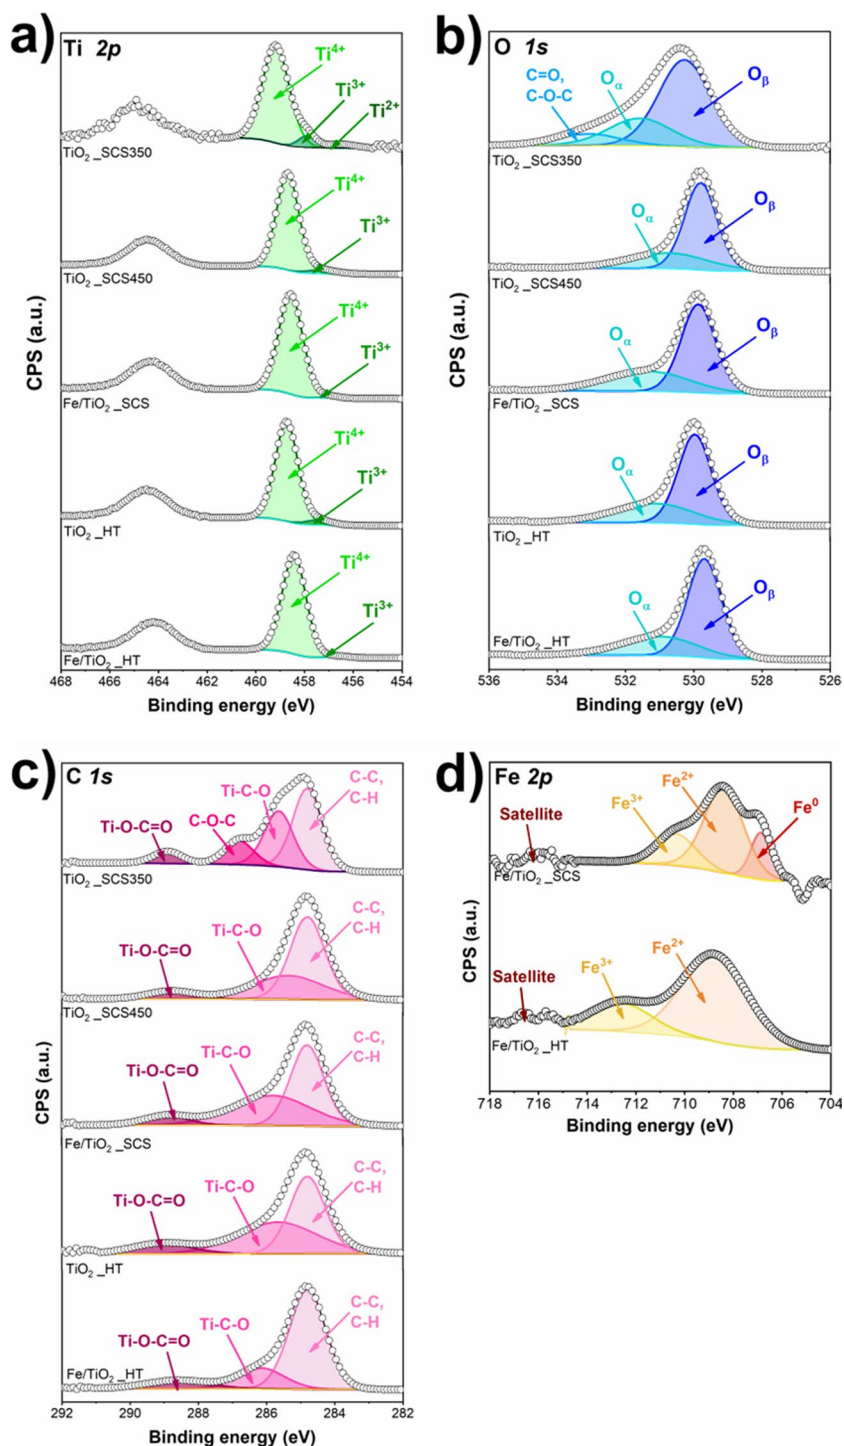 a)
Ti 2p
Ti4+
Ti3+
Ti2+
TiO2 _SCS350
Ti4+
Ti3+
TiO2 _SCS450
Ti4+
Ti3+
Fe/TiO2 _SCS
Ti4+
Ti3+
TiO2 _HT
Ti4+
Ti3+
Fe/TiO2 _HT
CPS (a.u.)
468 466 464 462 460 458 456 454
Binding energy (eV)
b)
O 1s
C=O,
C-O-C
Oα
Oβ
TiO2 _SCS350
Oα
Oβ
TiO2 _SCS450
Oα
Oβ
Fe/TiO2 _SCS
Oα
Oβ
TiO2 _HT
Oα
Oβ
Fe/TiO2 _HT
CPS (a.u.)
536 534 532 530 528 526
Binding energy (eV)
c)
C 1s
Ti-O-C=O
C-O-C
Ti-C-O
C-C,
C-H
TiO2 _SCS350
Ti-O-C=O
Ti-C-O
C-C,
C-H
TiO2 _SCS450
Ti-O-C=O
Ti-C-O
C-C,
C-H
Fe/TiO2 _SCS
Ti-O-C=O
Ti-C-O
C-C,
C-H
TiO2 _HT
Ti-O-C=O
Ti-C-O
C-C,
C-H
Fe/TiO2 _HT
CPS (a.u.)
292 290 288 286 284 282
Binding energy (eV)
d)
Fe 2p
Satellite
Fe3+
Fe2+
Fe0
Fe/TiO2 _SCS
Satellite
Fe3+
Fe2+
Fe/TiO2 _HT
CPS (a.u.)
718 716 714 712 710 708 706 704
Binding energy (eV)